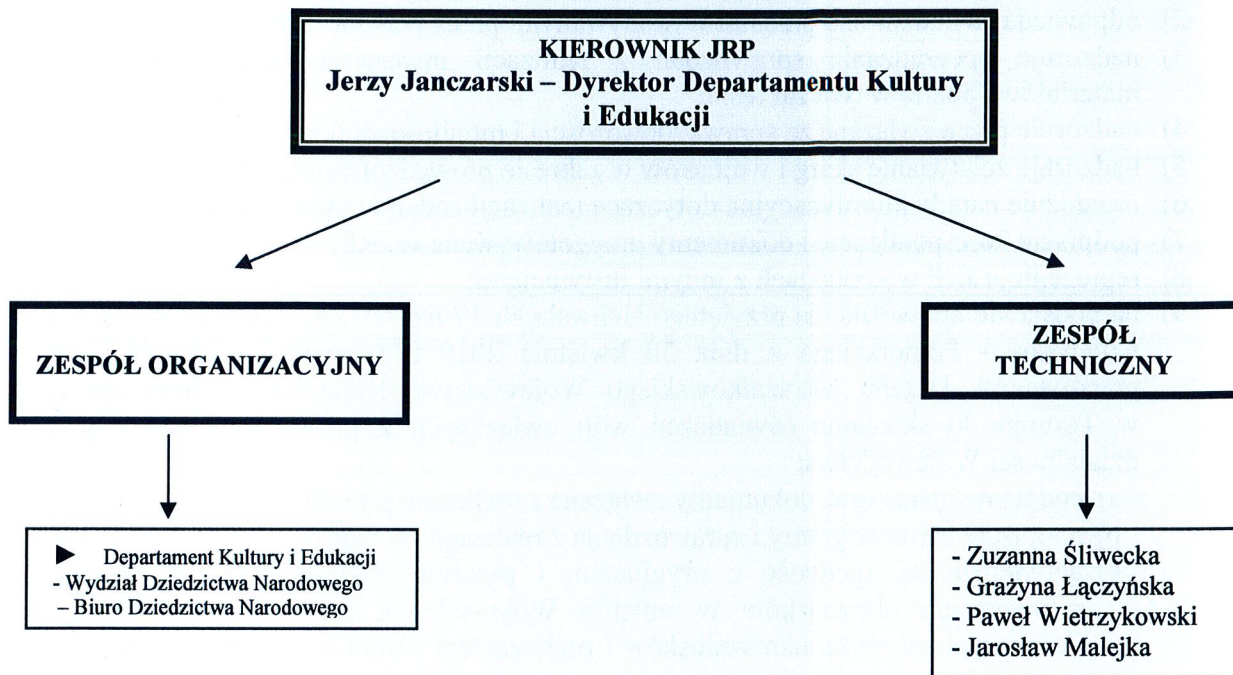 KIEROWNIK JRP
Jerzy Janczarski – Dyrektor Departamentu Kultury
i Edukacji
ZESPÓŁ ORGANIZACYJNY
ZESPÓŁ
TECHNICZNY
► Departament Kultury i Edukacji
- Wydział Dziedzictwa Narodowego
– Biuro Dziedzictwa Narodowego
- Zuzanna Śliwecka
- Grażyna Łączyńska
- Paweł Wietrzykowski
- Jarosław Malejka